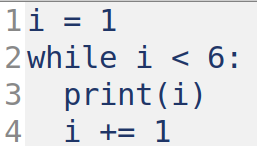 1 i = 1
2 while i < 6:
3   print(i)
4   i += 1